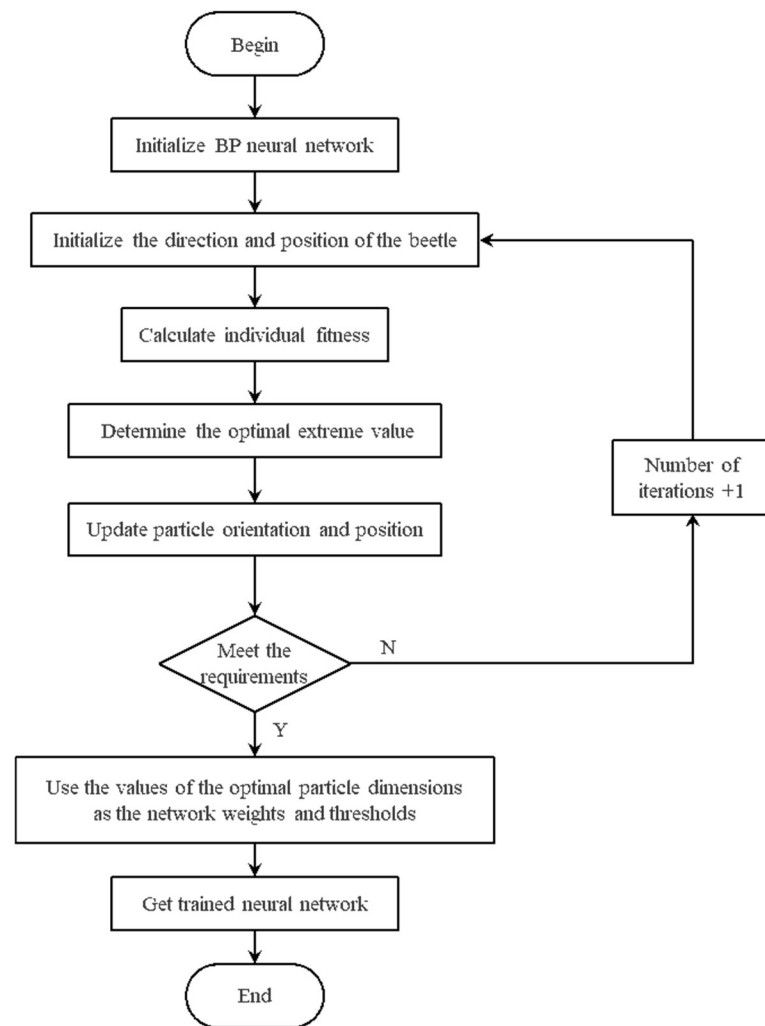 Begin
Initialize BP neural network
Initialize the direction and position of the beetle
Calculate individual fitness
Determine the optimal extreme value
Number of
iterations +1
Update particle orientation and position
Meet the
requirements
N
Y
Use the values of the optimal particle dimensions
as the network weights and thresholds
Get trained neural network
End